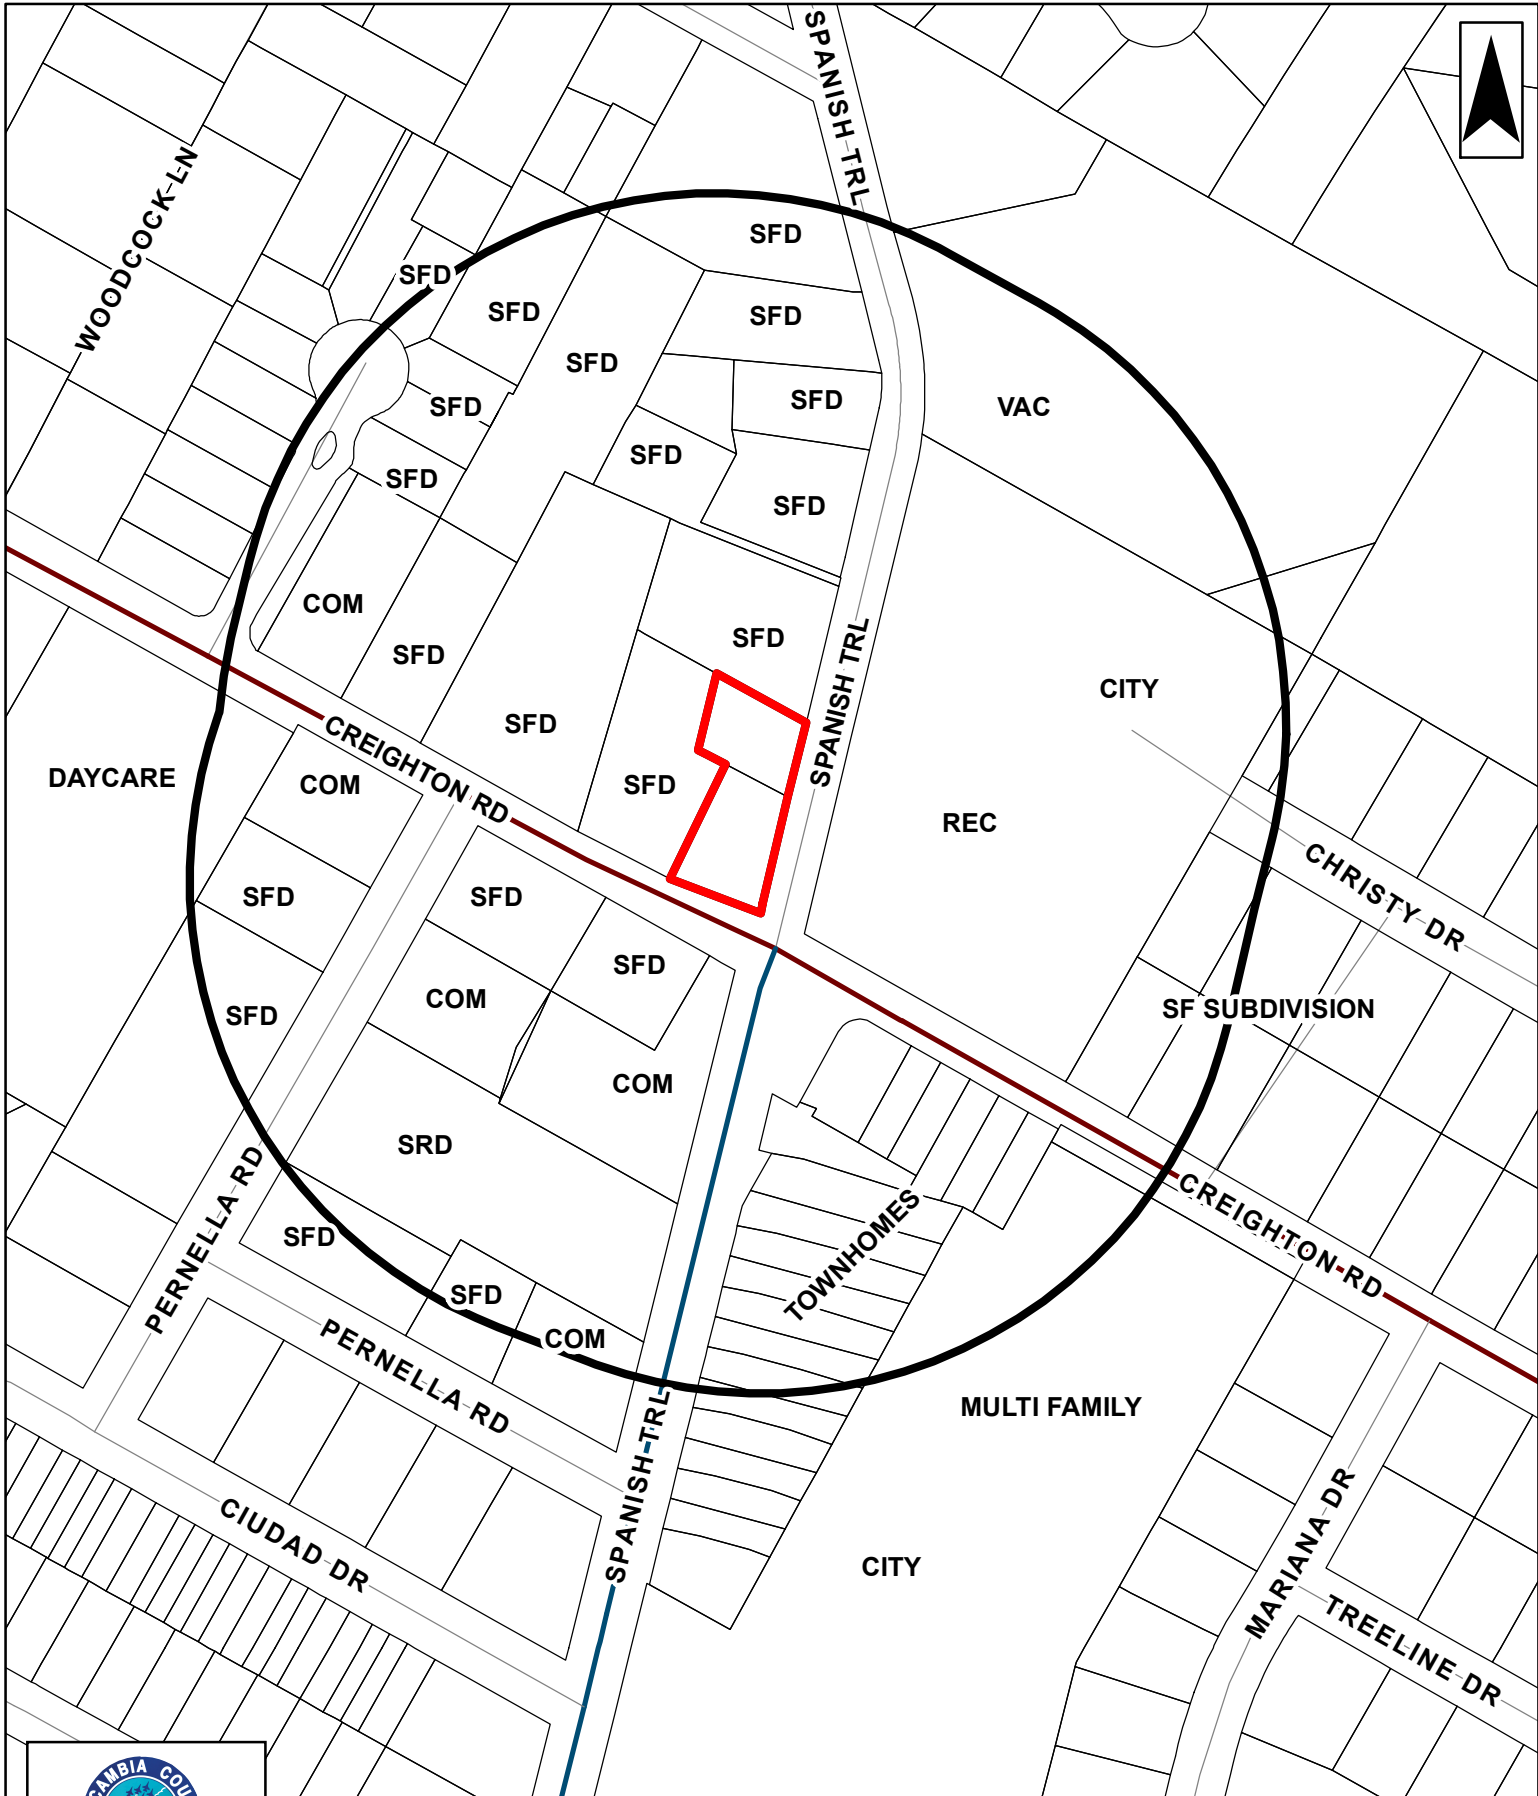 SPANISH TRL
WOODCOCK LN
SFD
SFD
SFD
SFD
SFD
SFD
SFD
SFD
VAC
SFD
SFD
SFD
COM
SFD
SFD
SPANISH TRL
CITY
SFD
CREIGHTON RD
DAYCARE
COM
SFD
REC
CHRISTY DR
SFD
SFD
SFD
COM
SFD
SF SUBDIVISION
COM
SRD
PERNELLA RD
CREIGHTON RD
SFD
TOWNHOMES
SFD
COM
PERNELLA RD
MULTI FAMILY
SPANISH TRL
CIUDAD DR
CITY
MARIANA DR
TREELINE DR